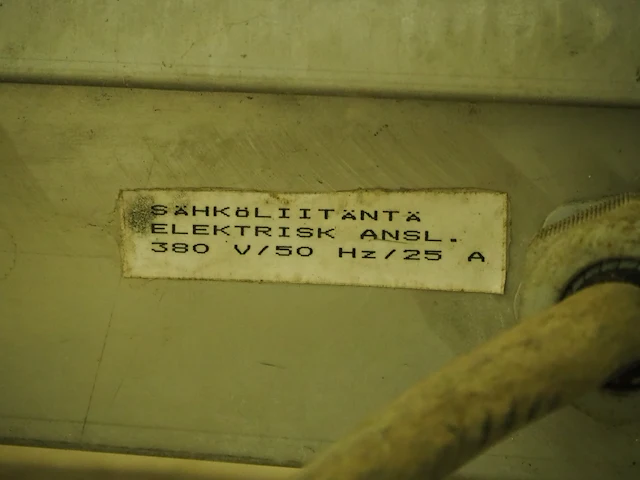 SÄHKÖLIITÄNTÄ
ELEKTRISK ANSL.
380 V/50 Hz/25 A